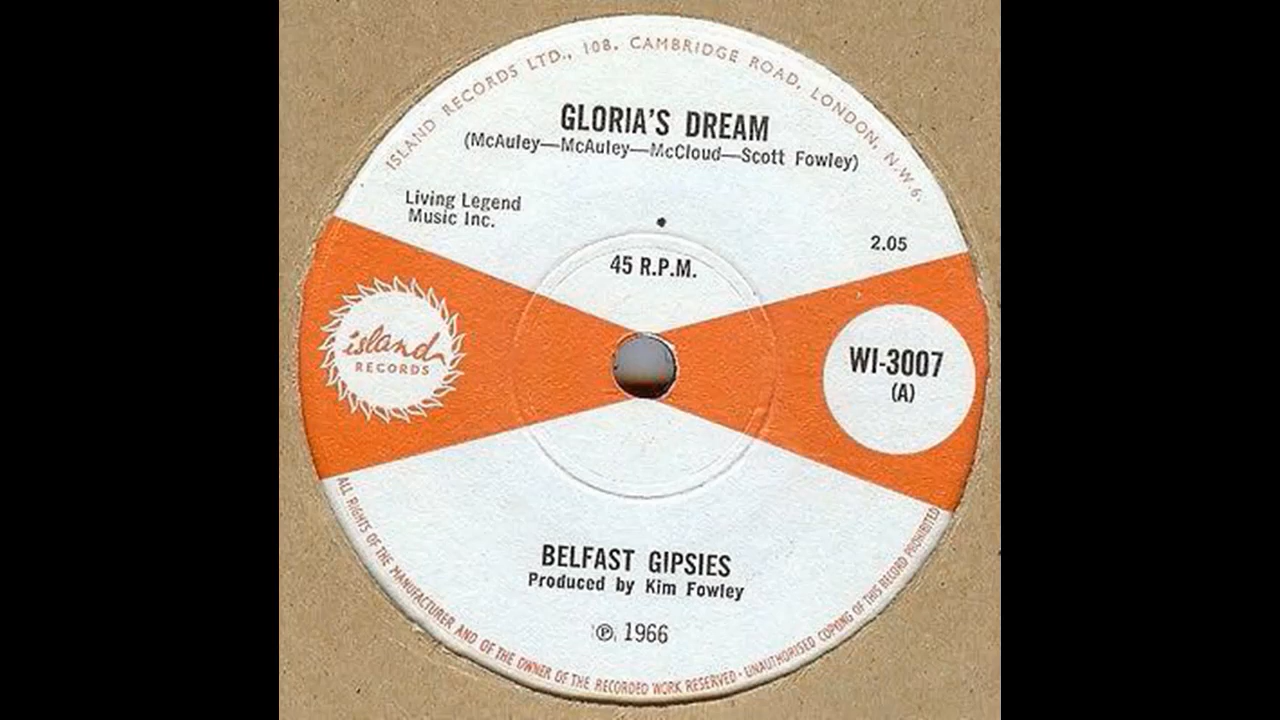 ISLAND RECORDS LTD., 108, CAMBRIDGE ROAD, LONDON, N.W.6.
GLORIA'S DREAM
(McAuley—McAuley—McCloud—Scott Fowley)
Living Legend
Music Inc.
2.05
45 R.P.M.
island
RECORDS
WI-3007
(A)
BELFAST GIPSIES
Produced by Kim Fowley
℗ 1966
ALL RIGHTS OF THE MANUFACTURER AND OF THE OWNER OF THE RECORDED WORK RESERVED · UNAUTHORISED COPYING OF THIS RECORD PROHIBITED